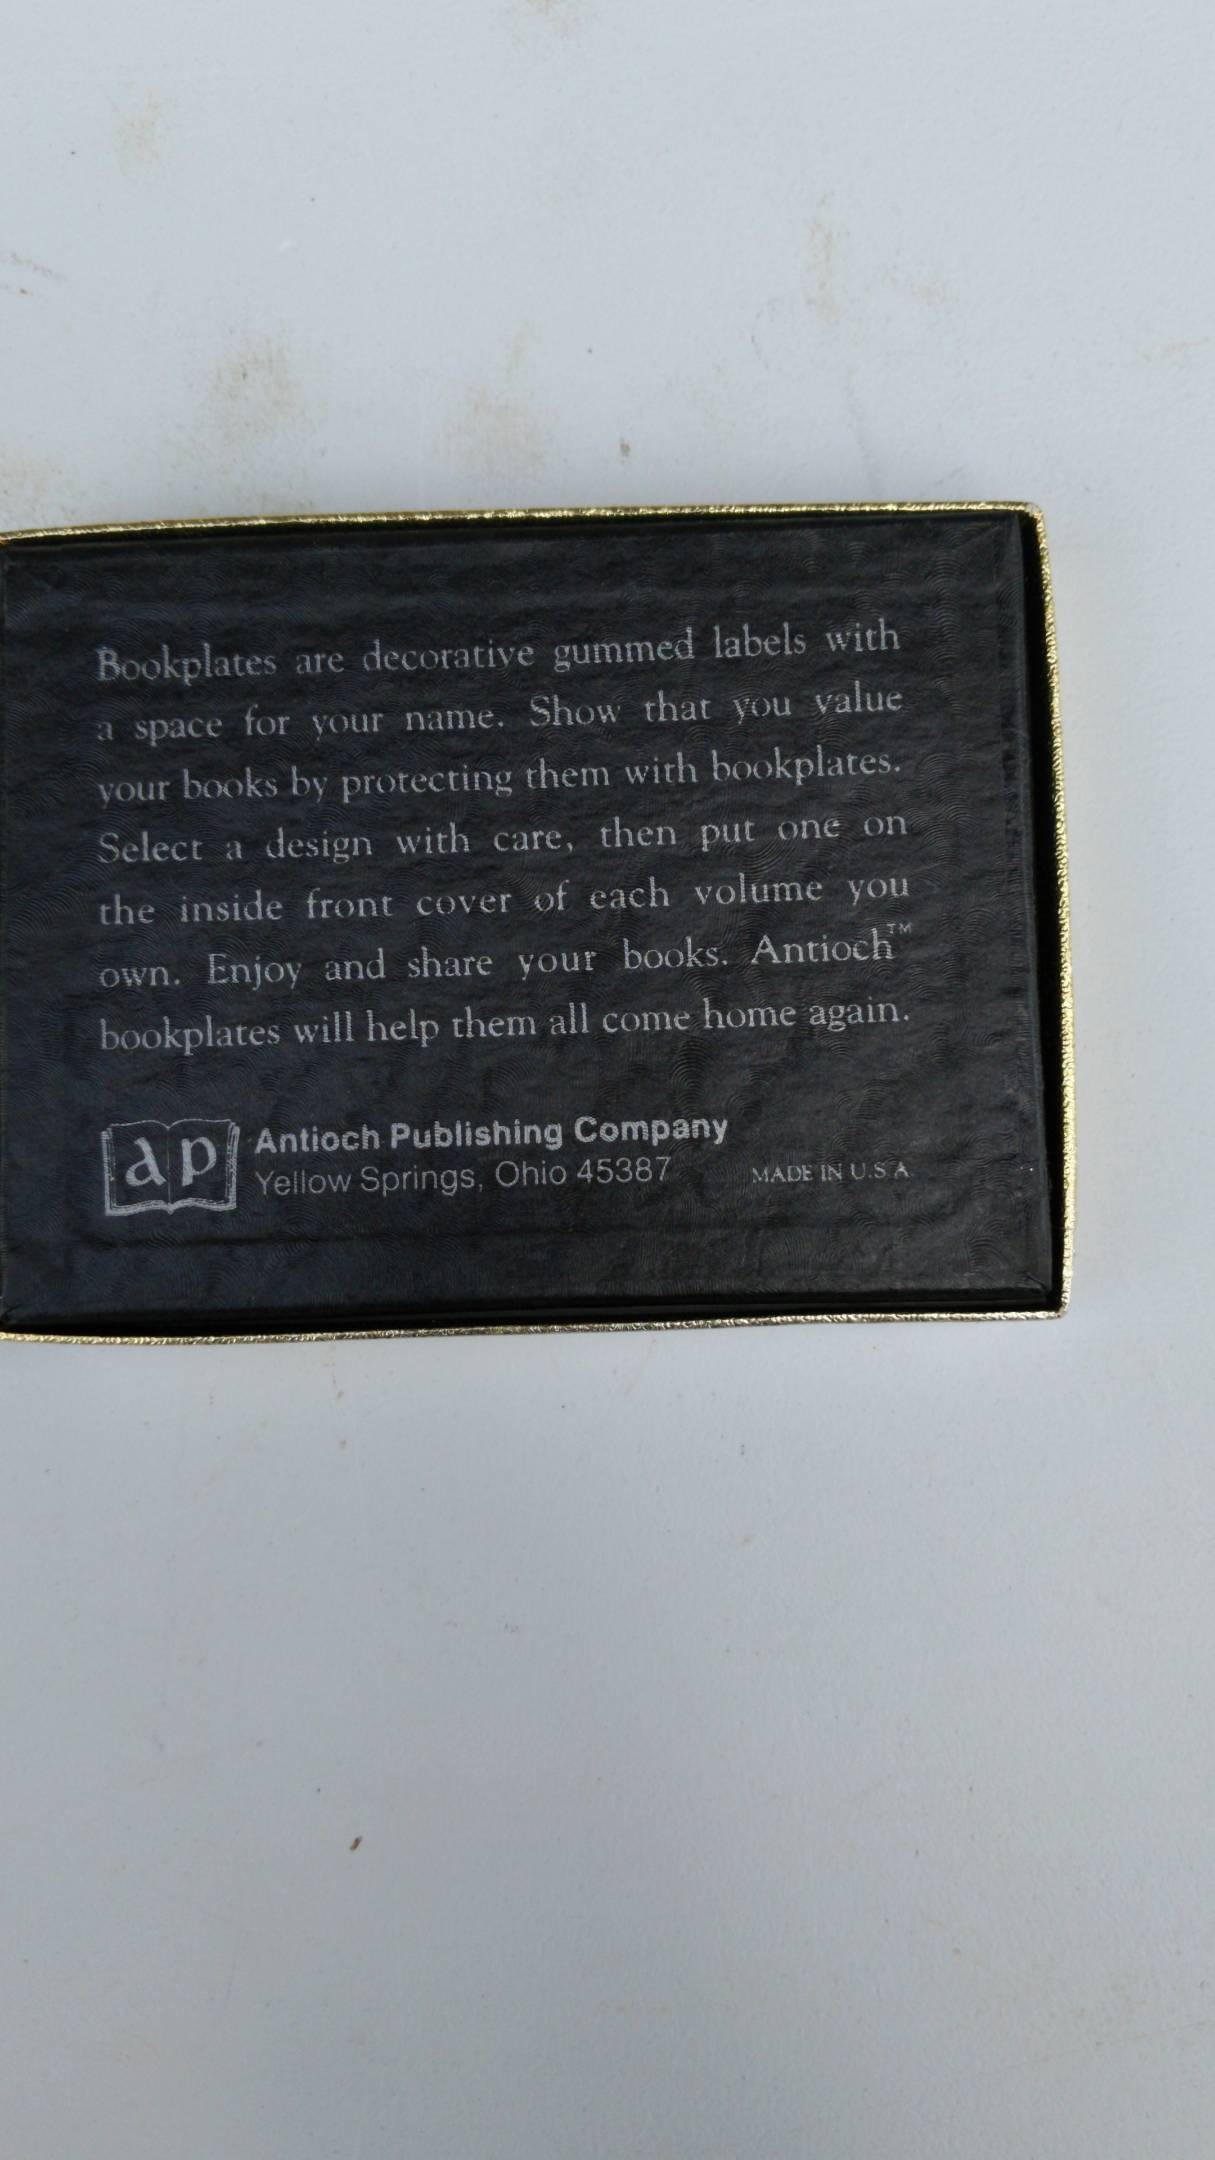 Bookplates are decorative gummed labels with
a space for your name. Show that you value
your books by protecting them with bookplates.
Select a design with care, then put one on
the inside front cover of each volume you
own. Enjoy and share your books. Antioch™
bookplates will help them all come home again.
ap
Antioch Publishing Company
Yellow Springs, Ohio 45387 MADE IN U.S.A.